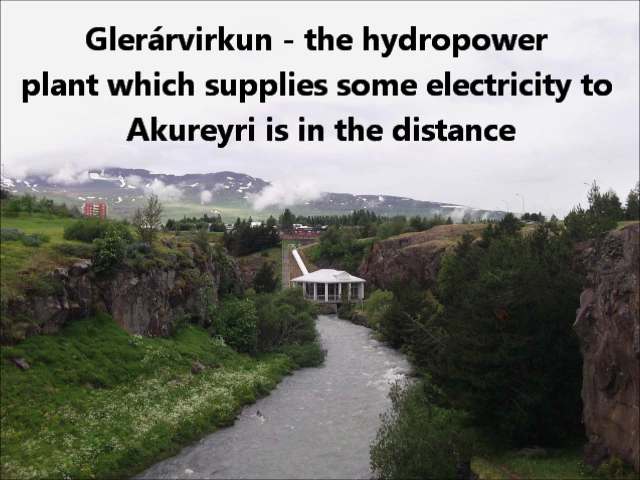 Glerárvirkun - the hydropower
plant which supplies some electricity to
Akureyri is in the distance